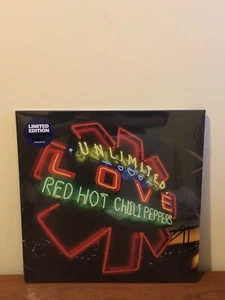 LIMITED
EDITION
UNLIMITED
LOVE
RED HOT CHILI PEPPERS